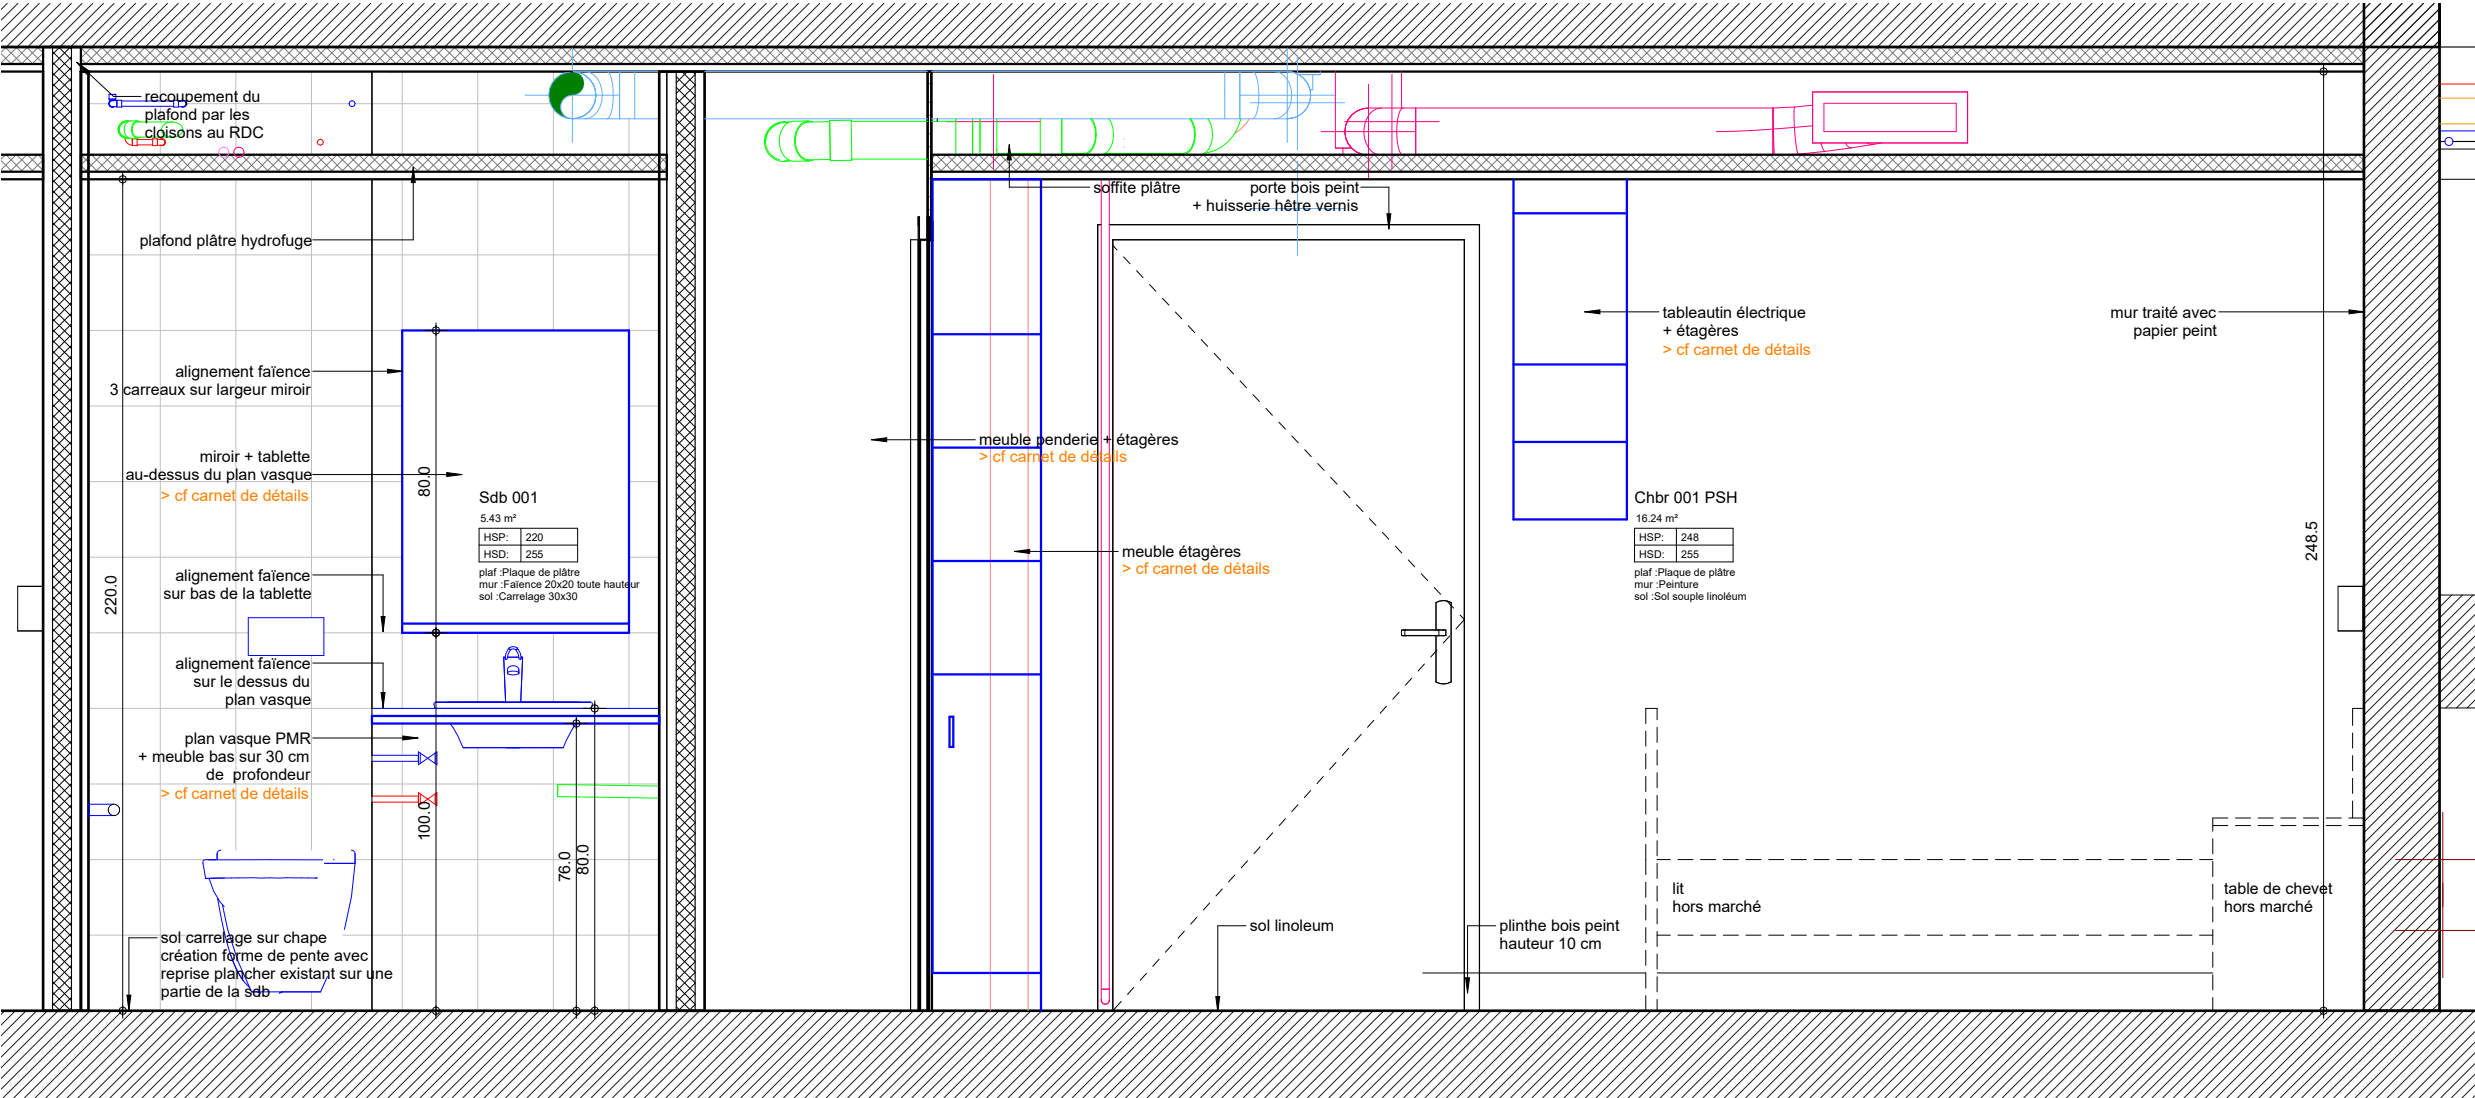 recoupement du
plafond par les
cloisons au RDC
plafond plâtre hydrofuge
alignement faïence
3 carreaux sur largeur miroir
miroir + tablette
au-dessus du plan vasque
> cf carnet de détails
alignement faïence
sur bas de la tablette
alignement faïence
sur le dessus du
plan vasque
plan vasque PMR
+ meuble bas sur 30 cm
de profondeur
> cf carnet de détails
sol carrelage sur chape
création forme de pente avec
reprise plancher existant sur une
partie de la sdb
220.0
80.0
100.0
76.0
80.0
Sdb 001
5.43 m²
HSP: 220
HSD: 255
plaf :Plaque de plâtre
mur :Faïence 20x20 toute hauteur
sol :Carrelage 30x30
soffite plâtre
porte bois peint
+ huisserie hêtre vernis
meuble penderie + étagères
> cf carnet de détails
meuble étagères
> cf carnet de détails
sol linoleum
plinthe bois peint
hauteur 10 cm
tableautin électrique
+ étagères
> cf carnet de détails
Chbr 001 PSH
16.24 m²
HSP: 248
HSD: 255
plaf :Plaque de plâtre
mur :Peinture
sol :Sol souple linoléum
mur traité avec
papier peint
248.5
lit
hors marché
table de chevet
hors marché